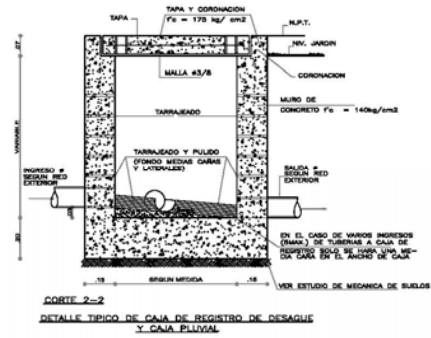 TAPA Y CORONACION
f'c = 175 kg/ cm2
TAPA
N.P.T.
NIV. JARDIN
.07
MALLA #3/8
CORONACION
MURO DE
CONCRETO f'c = 140kg/cm2
TARRAJEADO
VARIABLE
TARRAJEADO Y PULIDO
(FONDO MEDIAS CAÑAS
Y LATERALES)
INGRESO #
SEGUN RED
EXTERIOR
SALIDA #
SEGUN RED
EXTERIOR
EN EL CASO DE VARIOS INGRESOS
(5MAX.) DE TUBERIAS A CAJA DE
REGISTRO SOLO SE HARA UNA ME-
DIA CAÑA EN EL ANCHO DE CAJA
.20
VER ESTUDIO DE MECANICA DE SUELOS
.15
SEGUN MEDIDA
.15
CORTE 2-2
DETALLE TIPICO DE CAJA DE REGISTRO DE DESAGUE
Y CAJA PLUVIAL